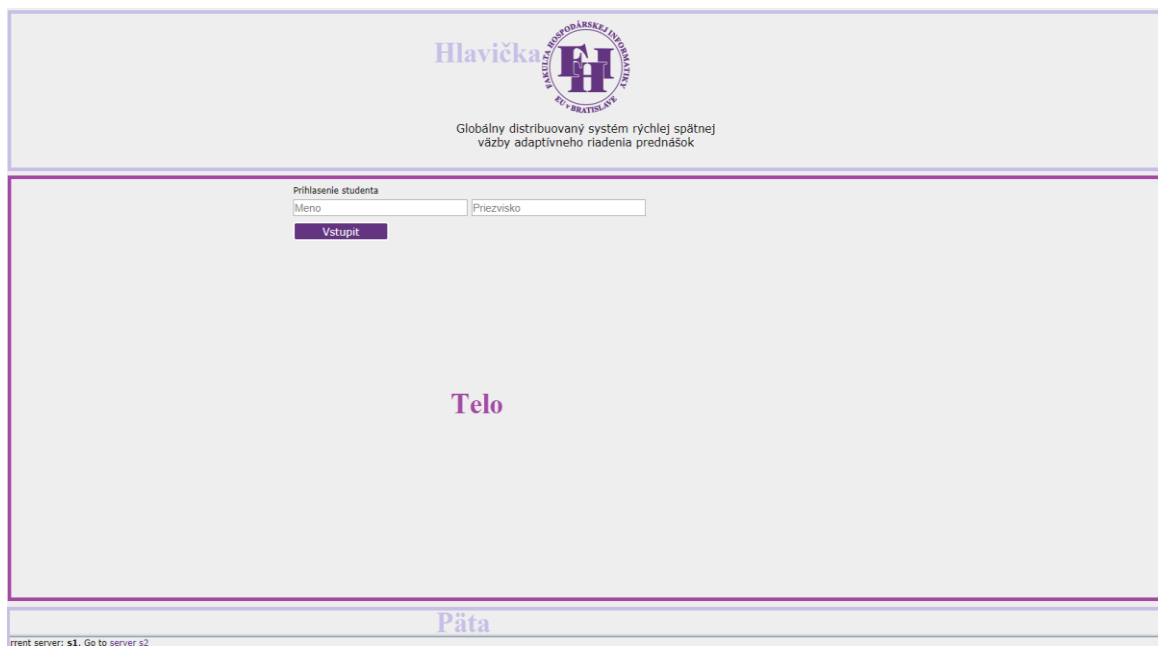 Hlavička
FAKULTA HOSPODÁRSKEJ INFORMATIKY
EU v BRATISLAVE
FHI
Globálny distribuovaný systém rýchlej spätnej
väzby adaptívneho riadenia prednášok
Prihlasenie studenta
Meno Priezvisko
Vstupit
Telo
Päta
rrent server: s1. Go to server s2